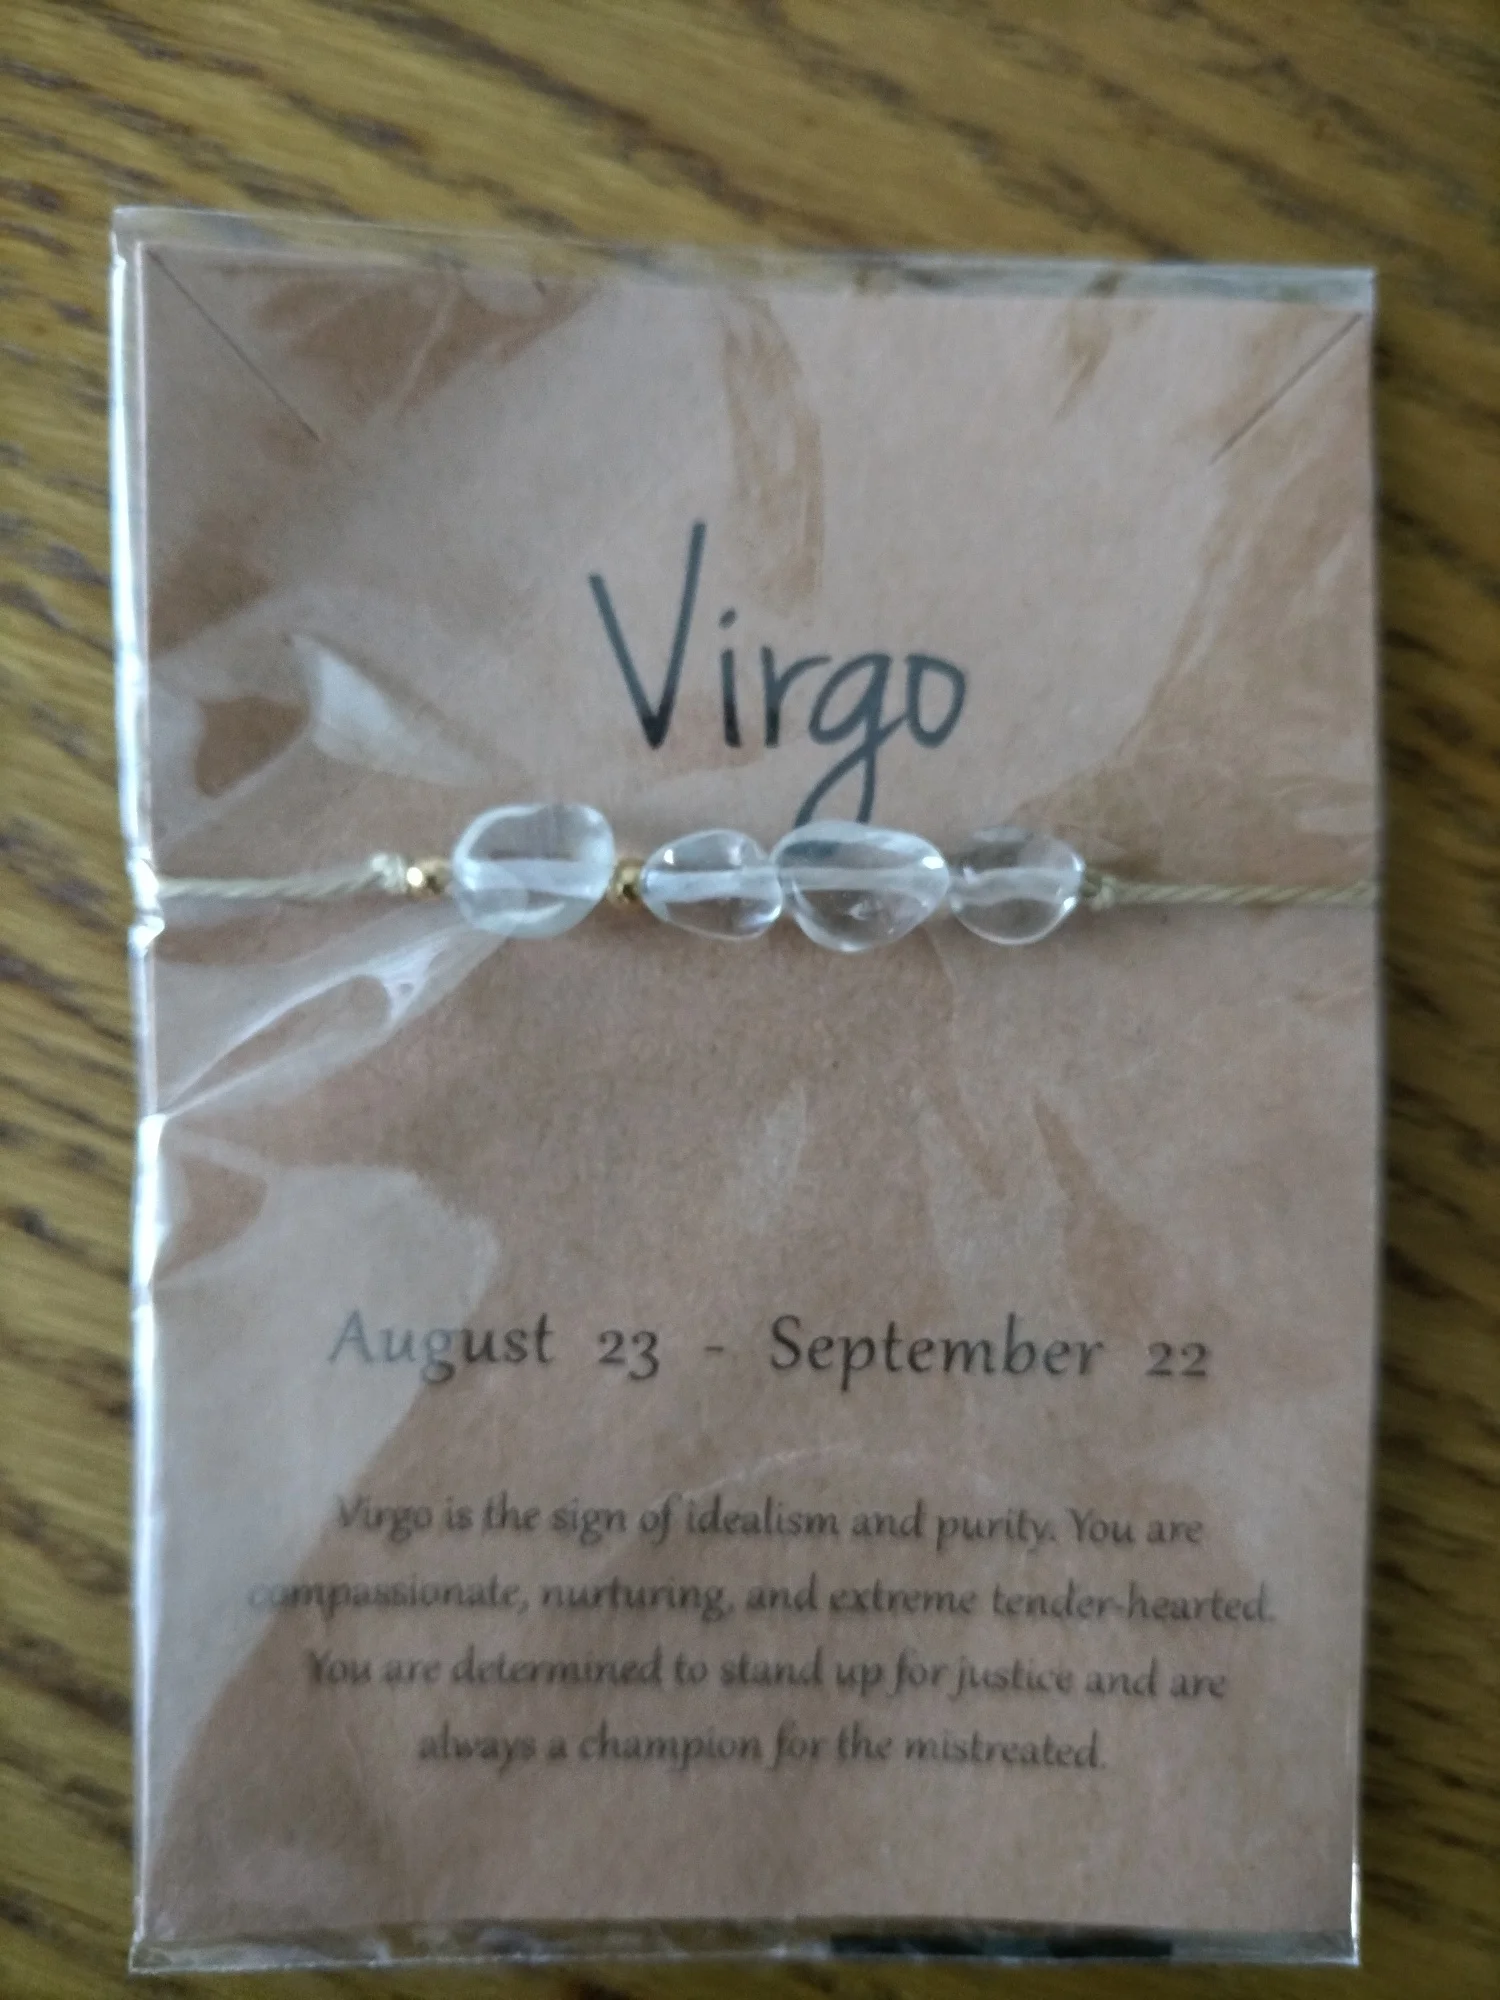 Virgo
August 23 - September 22
Virgo is the sign of idealism and purity. You are
compassionate, nurturing, and extreme tender-hearted.
You are determined to stand up for justice and are
always a champion for the mistreated.